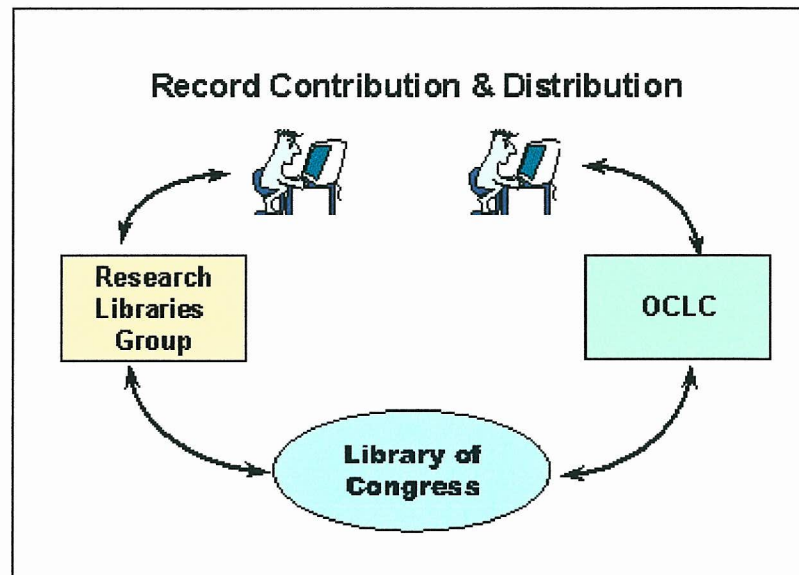 Record Contribution & Distribution
Research
Libraries
Group
OCLC
Library of
Congress